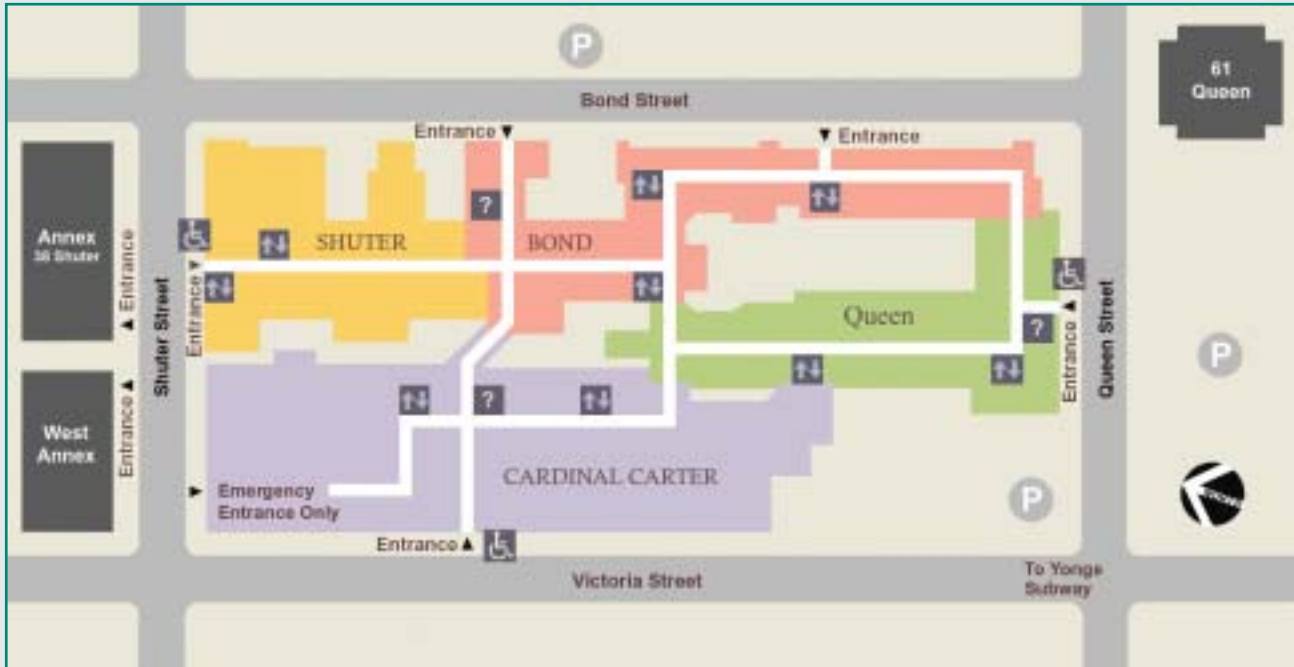 P
Bond Street
61
Queen
Entrance
Entrance
?
Annex
38 Shuter
Entrance
SHUTER
BOND
Entrance
Shuter Street
Queen
?
Entrance
Queen Street
P
West
Annex
Entrance
?
CARDINAL CARTER
Emergency
Entrance Only
P
Entrance
Victoria Street
To Yonge
Subway